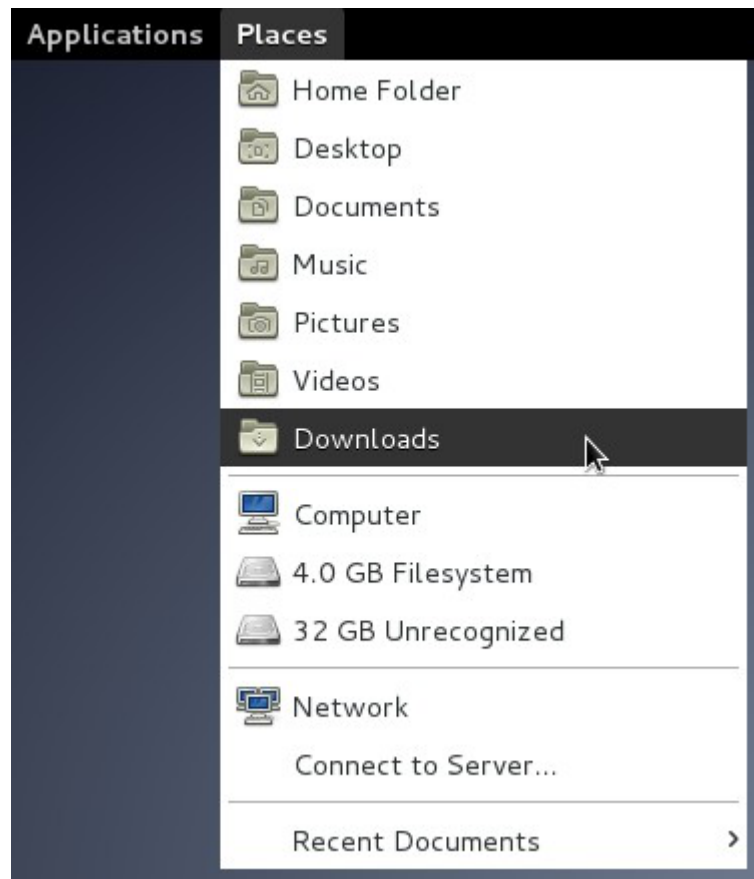 Applications Places
Home Folder
Desktop
Documents
Music
Pictures
Videos
Downloads
Computer
4.0 GB Filesystem
32 GB Unrecognized
Network
Connect to Server...
Recent Documents